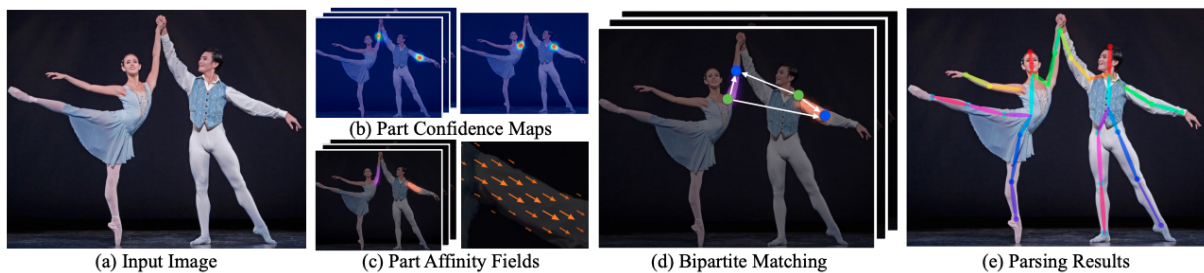 (a) Input Image
(b) Part Confidence Maps
(c) Part Affinity Fields
(d) Bipartite Matching
(e) Parsing Results